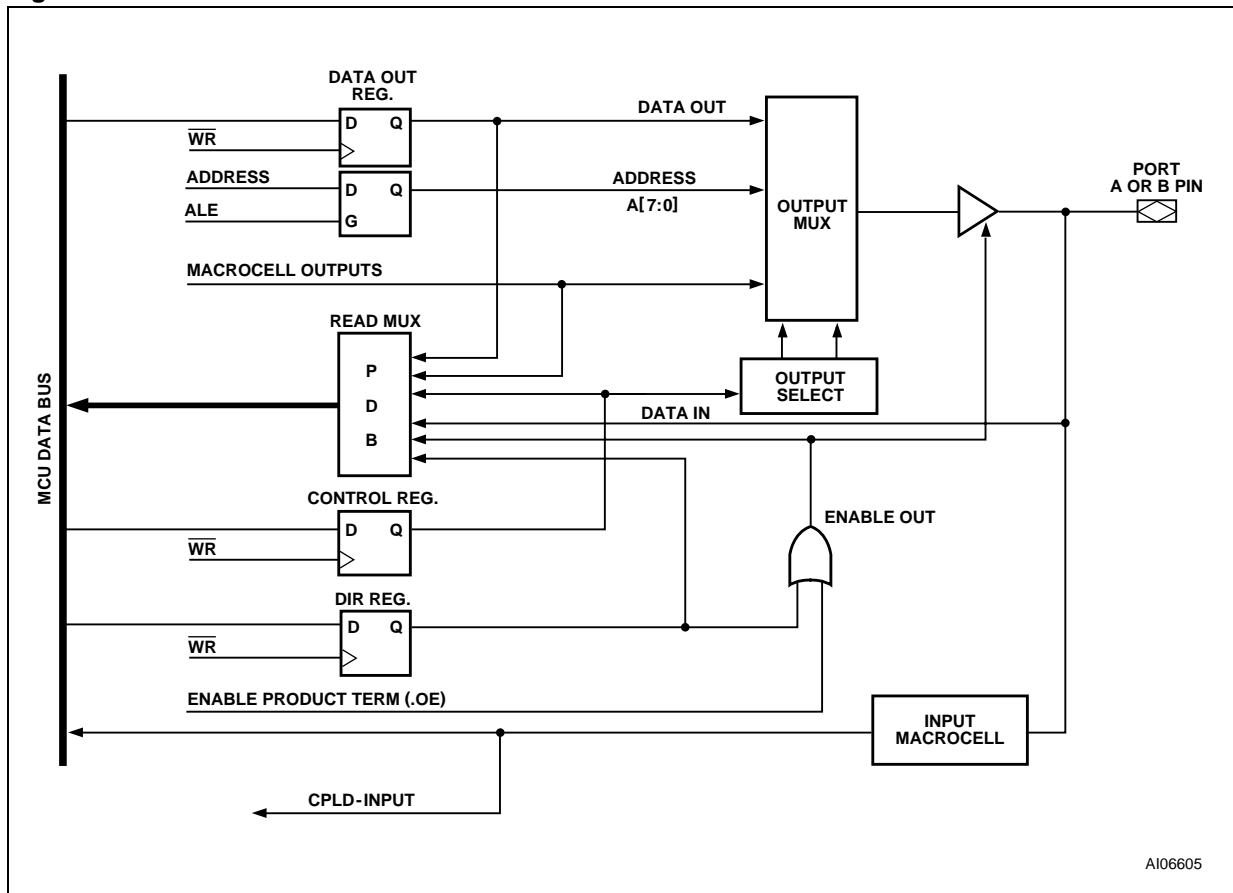 DATA OUT
REG.
D Q
WR
DATA OUT
ADDRESS
D Q
ALE
G
ADDRESS
A[7:0]
OUTPUT
MUX
PORT
A OR B PIN
MACROCELL OUTPUTS
READ MUX
P
D
B
OUTPUT
SELECT
DATA IN
MCU DATA BUS
CONTROL REG.
D Q
WR
ENABLE OUT
DIR REG.
D Q
WR
ENABLE PRODUCT TERM (.OE)
INPUT
MACROCELL
CPLD-INPUT
AI06605